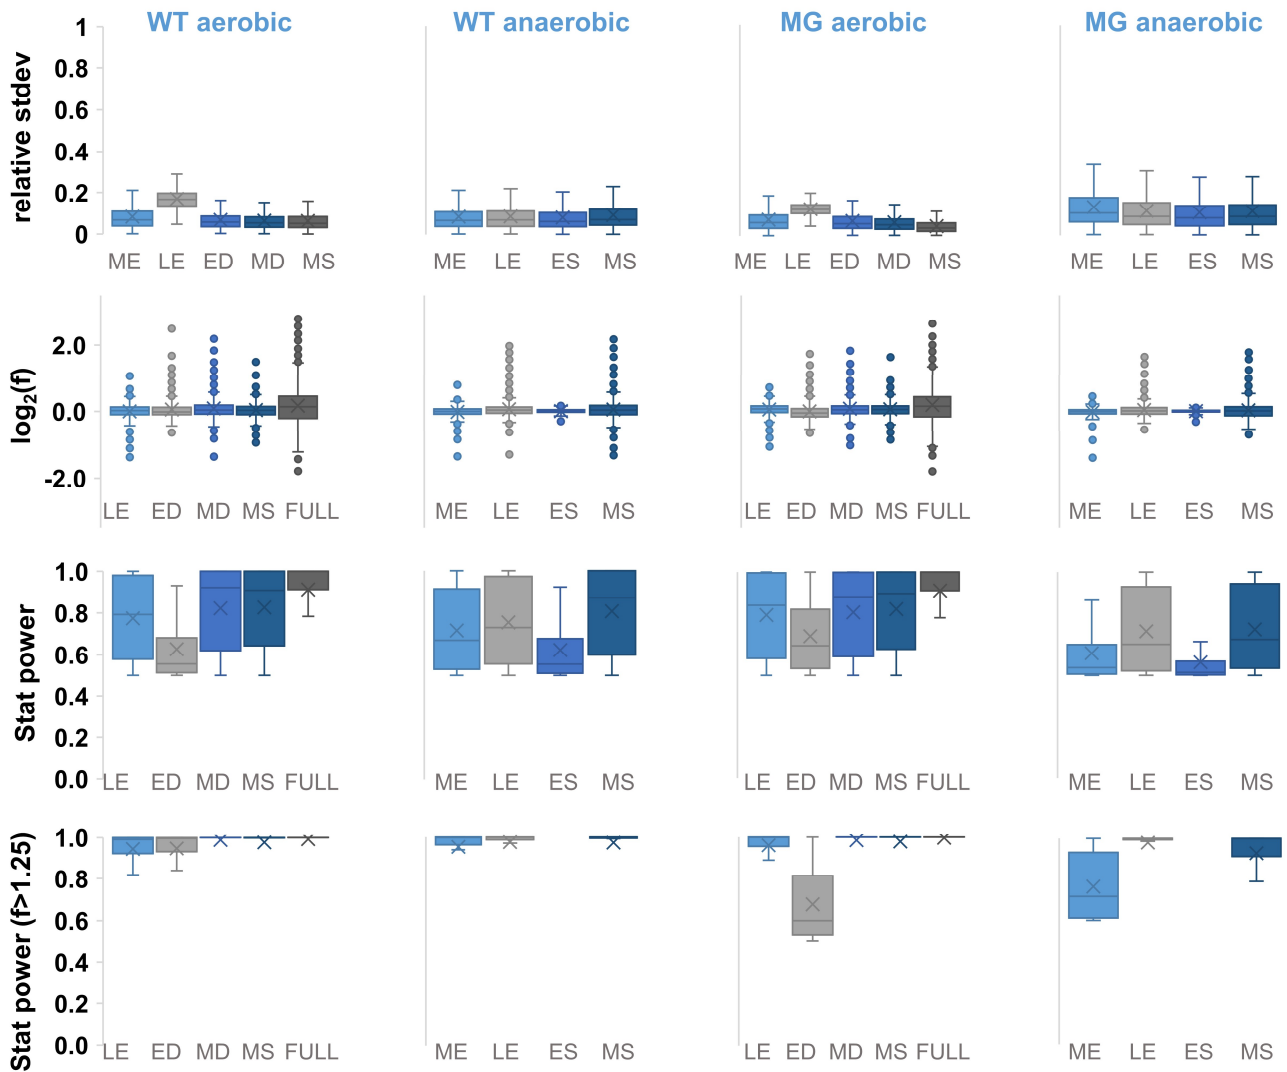 WT aerobic WT anaerobic MG aerobic MG anaerobic
relative stdev
1
0.8
0.6
0.4
0.2
0
ME LE ED MD MS ME LE ES MS ME LE ED MD MS ME LE ES MS
log2(f)
2.0
0.0
-2.0
LE ED MD MS FULL ME LE ES MS LE ED MD MS FULL ME LE ES MS
Stat power
1.0
0.8
0.6
0.4
0.2
0.0
LE ED MD MS FULL ME LE ES MS LE ED MD MS FULL ME LE ES MS
Stat power (f>1.25)
1.0
0.8
0.6
0.4
0.2
0.0
LE ED MD MS FULL ME LE ES MS LE ED MD MS FULL ME LE ES MS